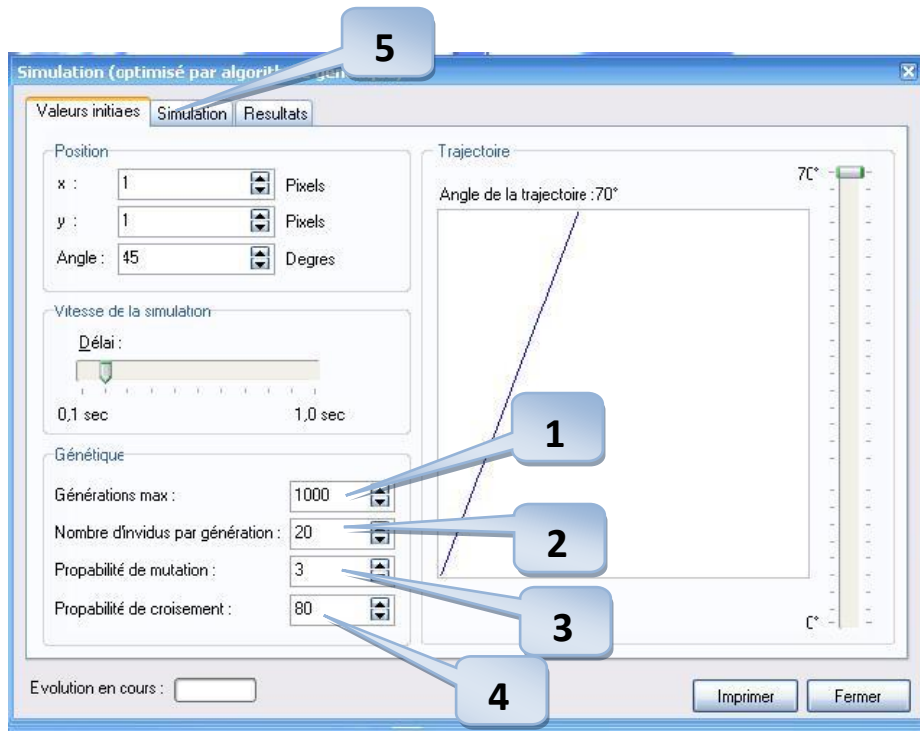 5
Simulation (optimisé par algorit
Valeurs initiaes Simulation Resultats
Position
x : 1 Pixels
y : 1 Pixels
Angle : 45 Degres
Vitesse de la simulation
Délai :
0,1 sec 1,0 sec
Génétique
Générations max : 1000
Nombre d'invidus par génération : 20
Propabilité de mutation : 3
Propabilité de croisement : 80
Trajectoire
Angle de la trajectoire :70°
70°
0°
1
2
3
4
Evolution en cours :
Imprimer Fermer